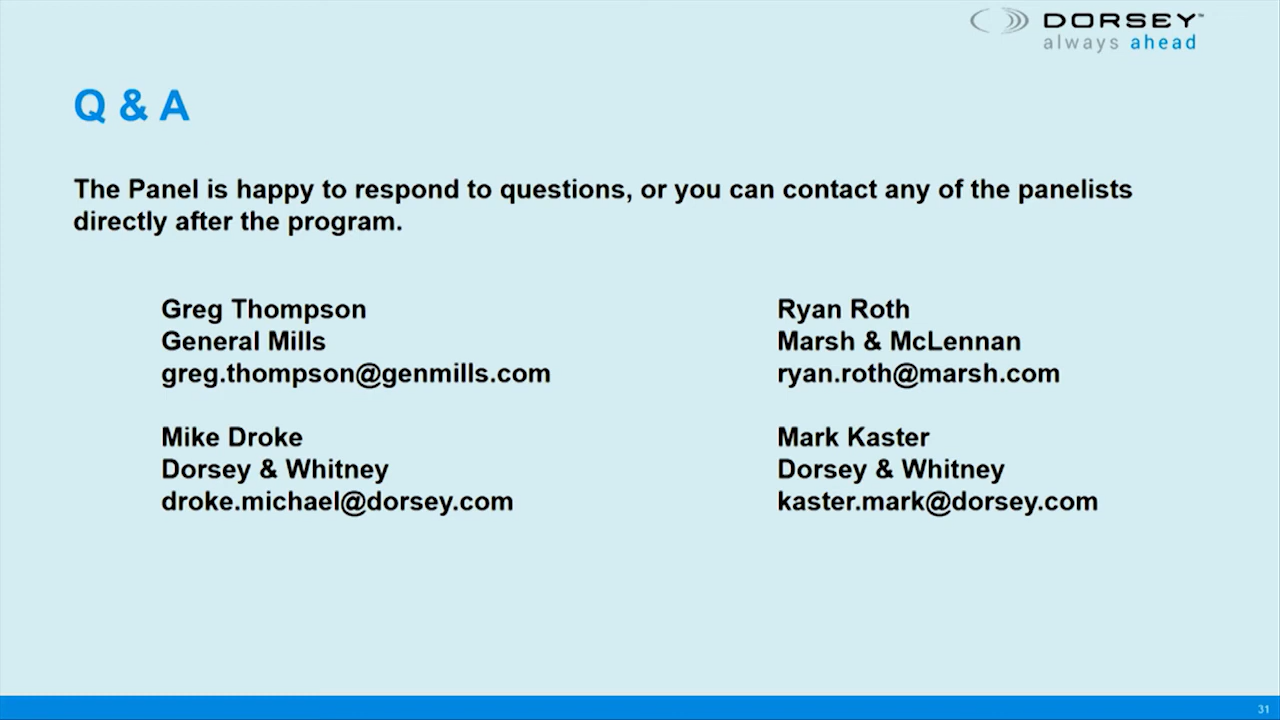 DORSEY™
always ahead
Q & A
The Panel is happy to respond to questions, or you can contact any of the panelists
directly after the program.
Greg Thompson
General Mills
greg.thompson@genmills.com
Ryan Roth
Marsh & McLennan
ryan.roth@marsh.com
Mike Droke
Dorsey & Whitney
droke.michael@dorsey.com
Mark Kaster
Dorsey & Whitney
kaster.mark@dorsey.com
31